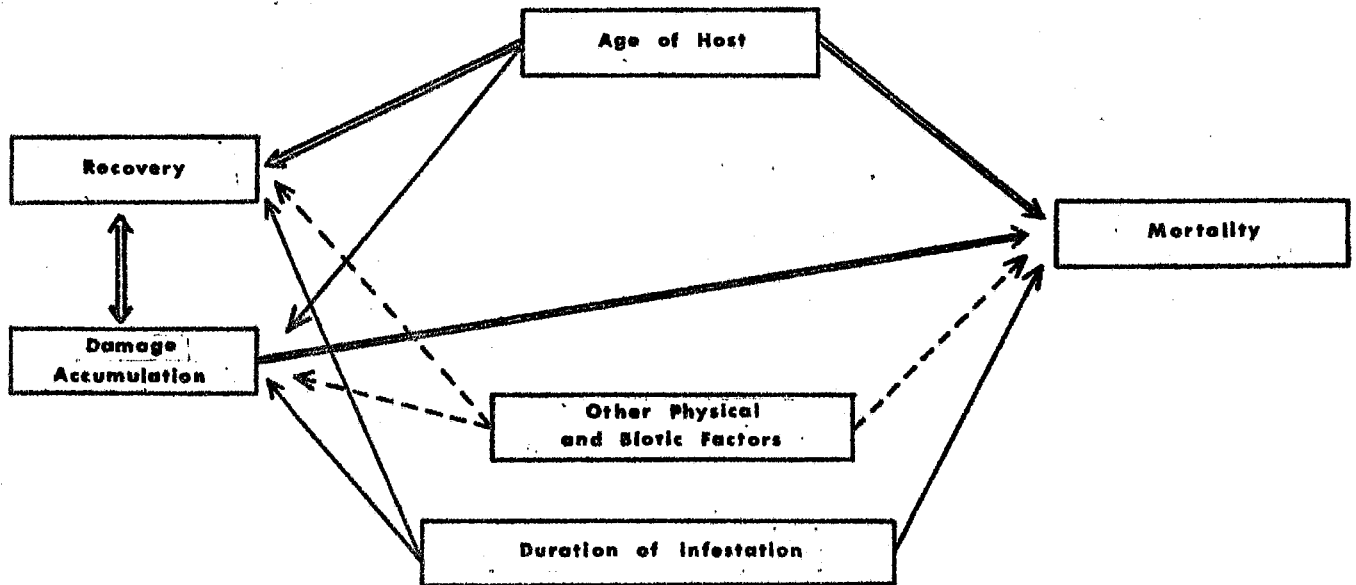 Age of Host
Recovery
Mortality
Damage
Accumulation
Other Physical
and Biotic Factors
Duration of Infestation